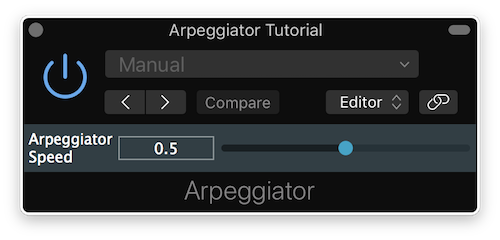 Arpeggiator Tutorial
Manual
Compare
Editor
Arpeggiator
Speed
0.5
Arpeggiator